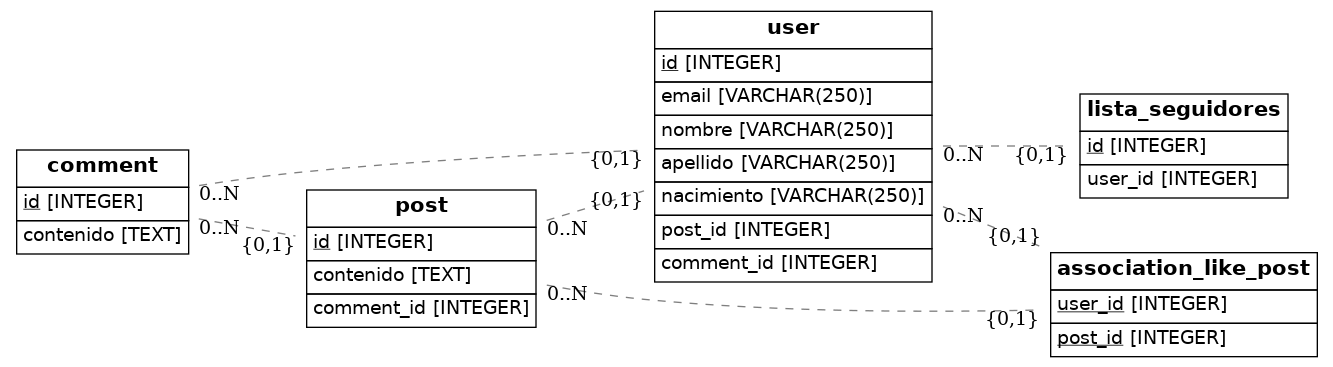 comment
id [INTEGER]
contenido [TEXT]
0..N
{0,1}
0..N
{0,1}
post
id [INTEGER]
contenido [TEXT]
comment_id [INTEGER]
0..N
{0,1}
0..N
{0,1}
user
id [INTEGER]
email [VARCHAR(250)]
nombre [VARCHAR(250)]
apellido [VARCHAR(250)]
nacimiento [VARCHAR(250)]
post_id [INTEGER]
comment_id [INTEGER]
0..N
{0,1}
0..N
{0,1}
lista_seguidores
id [INTEGER]
user_id [INTEGER]
association_like_post
user_id [INTEGER]
post_id [INTEGER]